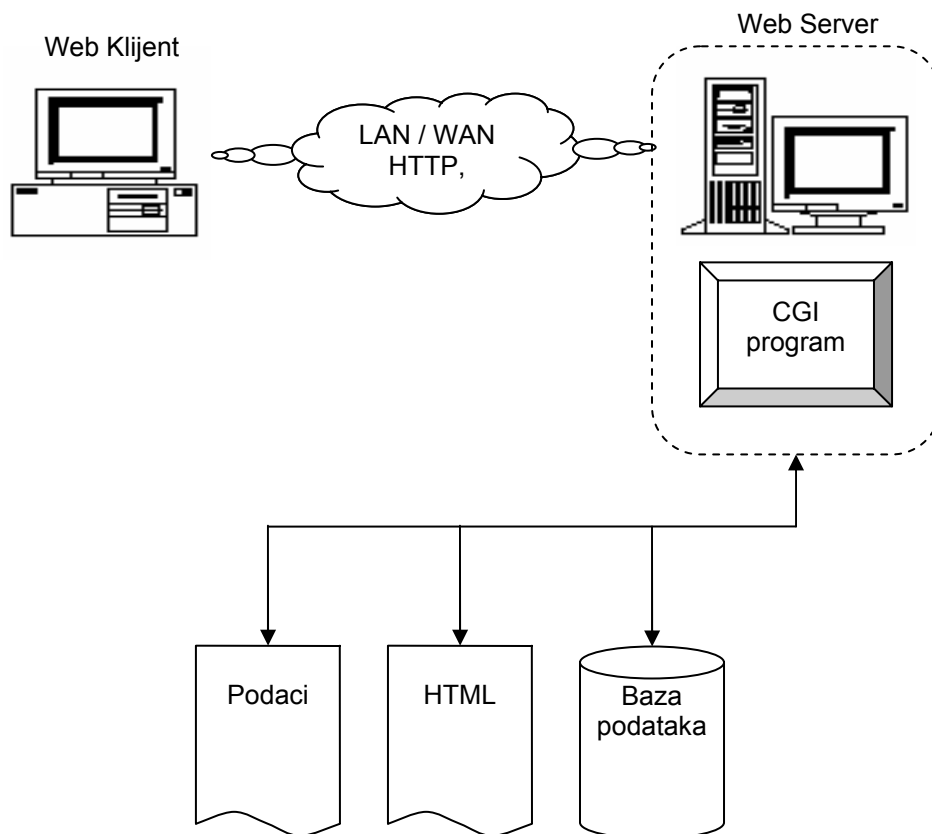 Web Klijent
Web Server
LAN / WAN
HTTP,
CGI
program
Podaci
HTML
Baza
podataka